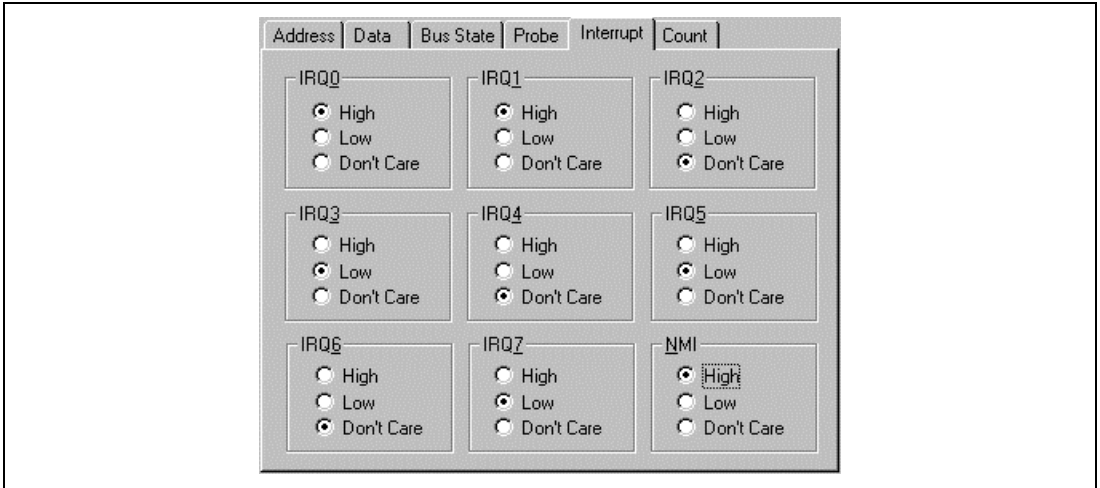 Address Data Bus State Probe Interrupt Count
IRQ0 IRQ1 IRQ2
High High High
Low Low Low
Don't Care Don't Care Don't Care
IRQ3 IRQ4 IRQ5
High High High
Low Low Low
Don't Care Don't Care Don't Care
IRQ6 IRQ7 NMI
High High High
Low Low Low
Don't Care Don't Care Don't Care